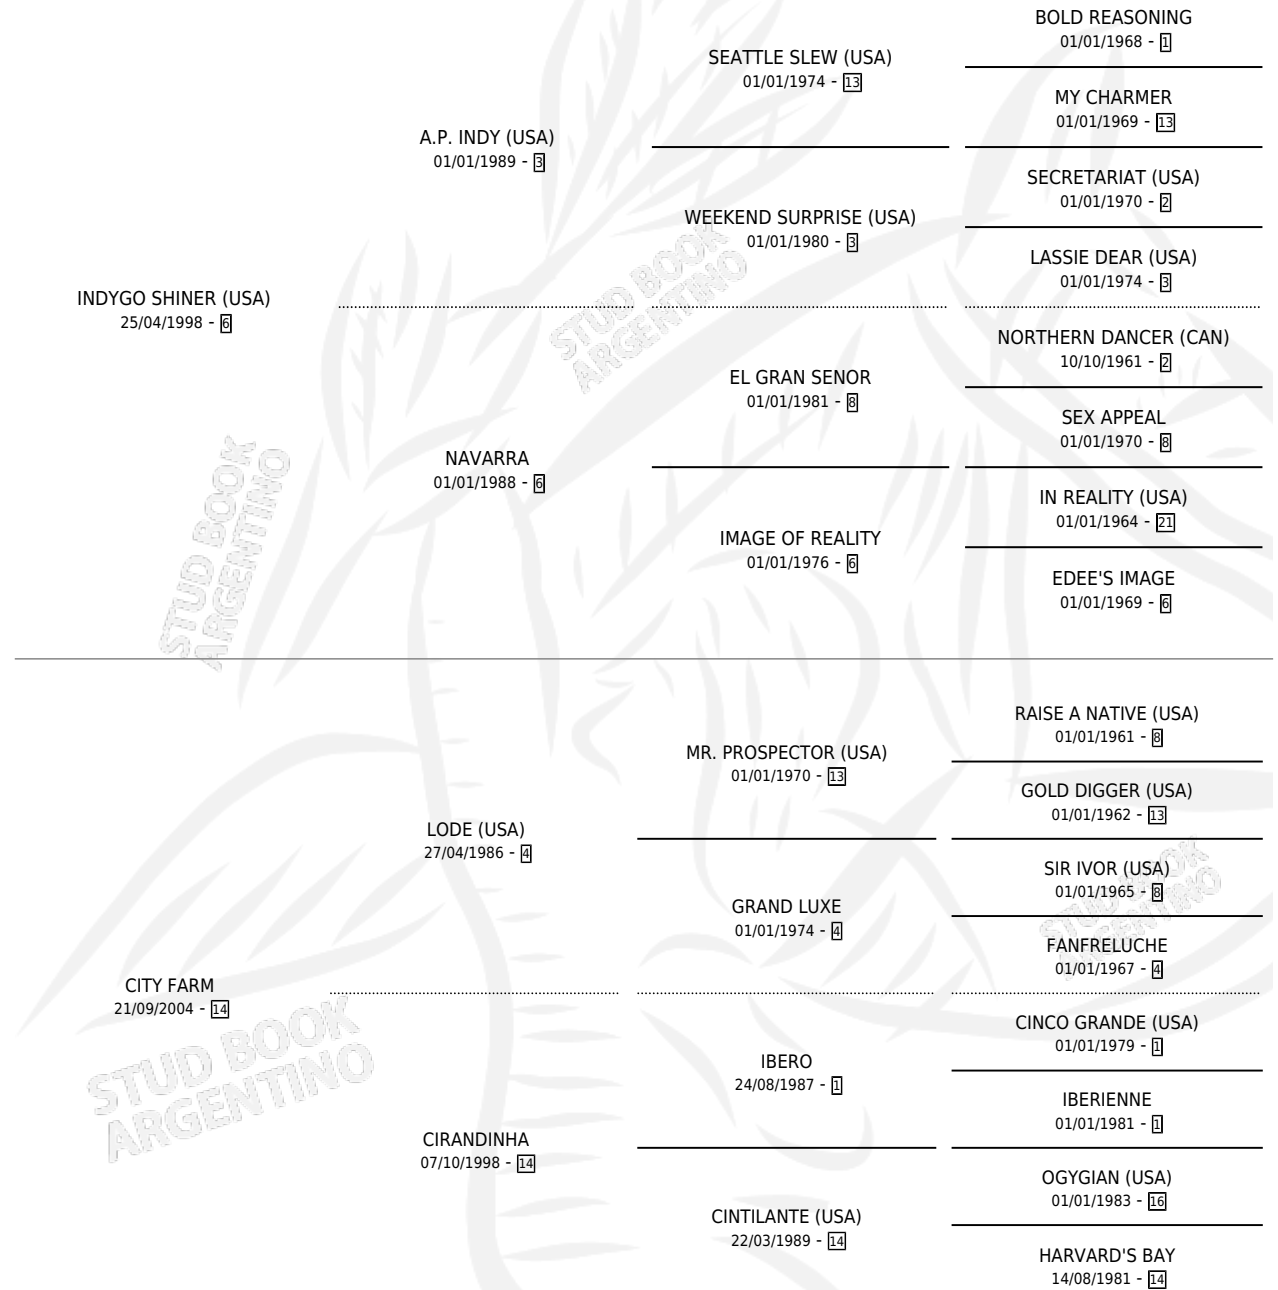 BOLD REASONING
01/01/1968 - 1
SEATTLE SLEW (USA)
01/01/1974 - 13
MY CHARMER
01/01/1969 - 13
A.P. INDY (USA)
01/01/1989 - 3
SECRETARIAT (USA)
01/01/1970 - 2
WEEKEND SURPRISE (USA)
01/01/1980 - 3
LASSIE DEAR (USA)
01/01/1974 - 3
INDYGO SHINER (USA)
25/04/1998 - 6
NORTHERN DANCER (CAN)
10/10/1961 - 2
EL GRAN SENOR
01/01/1981 - 8
SEX APPEAL
01/01/1970 - 8
NAVARRA
01/01/1988 - 6
IN REALITY (USA)
01/01/1964 - 21
IMAGE OF REALITY
01/01/1976 - 6
EDEE'S IMAGE
01/01/1969 - 6
STUD BOOK
ARGENTINO
STUD BOOK
ARGENTINO
RAISE A NATIVE (USA)
01/01/1961 - 8
MR. PROSPECTOR (USA)
01/01/1970 - 13
GOLD DIGGER (USA)
01/01/1962 - 13
LODE (USA)
27/04/1986 - 4
SIR IVOR (USA)
01/01/1965 - 8
GRAND LUXE
01/01/1974 - 4
FANFRELUCHE
01/01/1967 - 4
CITY FARM
21/09/2004 - 14
CINCO GRANDE (USA)
01/01/1979 - 1
IBERO
24/08/1987 - 1
IBERIENNE
01/01/1981 - 1
CIRANDINHA
07/10/1998 - 14
OGYGIAN (USA)
01/01/1983 - 16
CINTILANTE (USA)
22/03/1989 - 14
HARVARD'S BAY
14/08/1981 - 14
STUD BOOK
ARGENTINO
STUD BOOK
ARGENTINO